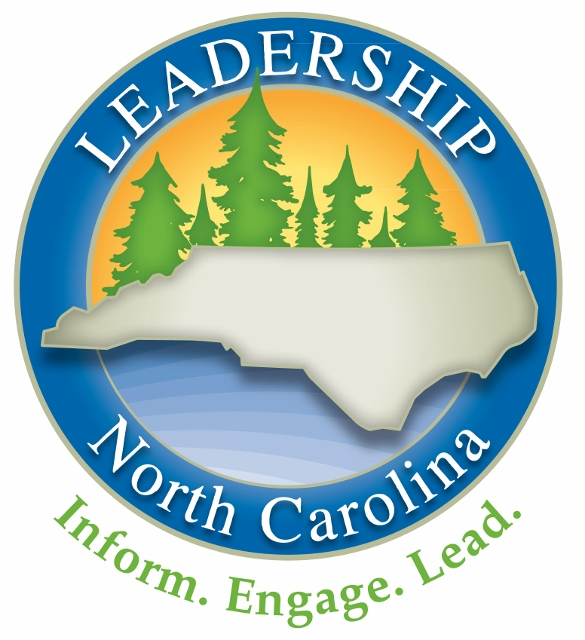 LEADERSHIP
North Carolina
Inform. Engage. Lead.